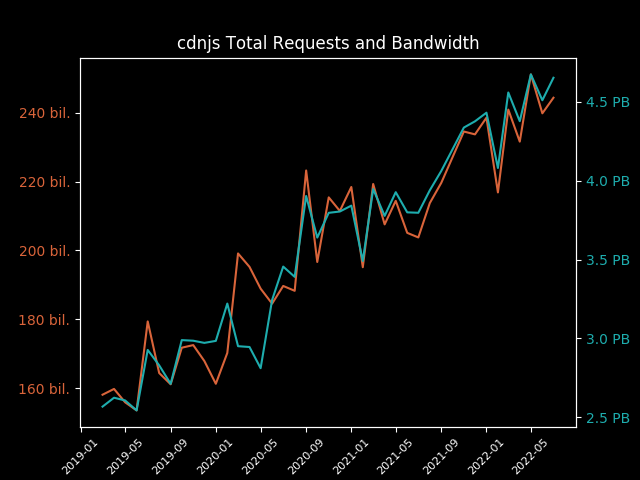 cdnjs Total Requests and Bandwidth
240 bil.
220 bil.
200 bil.
180 bil.
160 bil.
4.5 PB
4.0 PB
3.5 PB
3.0 PB
2.5 PB
2019-01
2019-05
2019-09
2020-01
2020-05
2020-09
2021-01
2021-05
2021-09
2022-01
2022-05